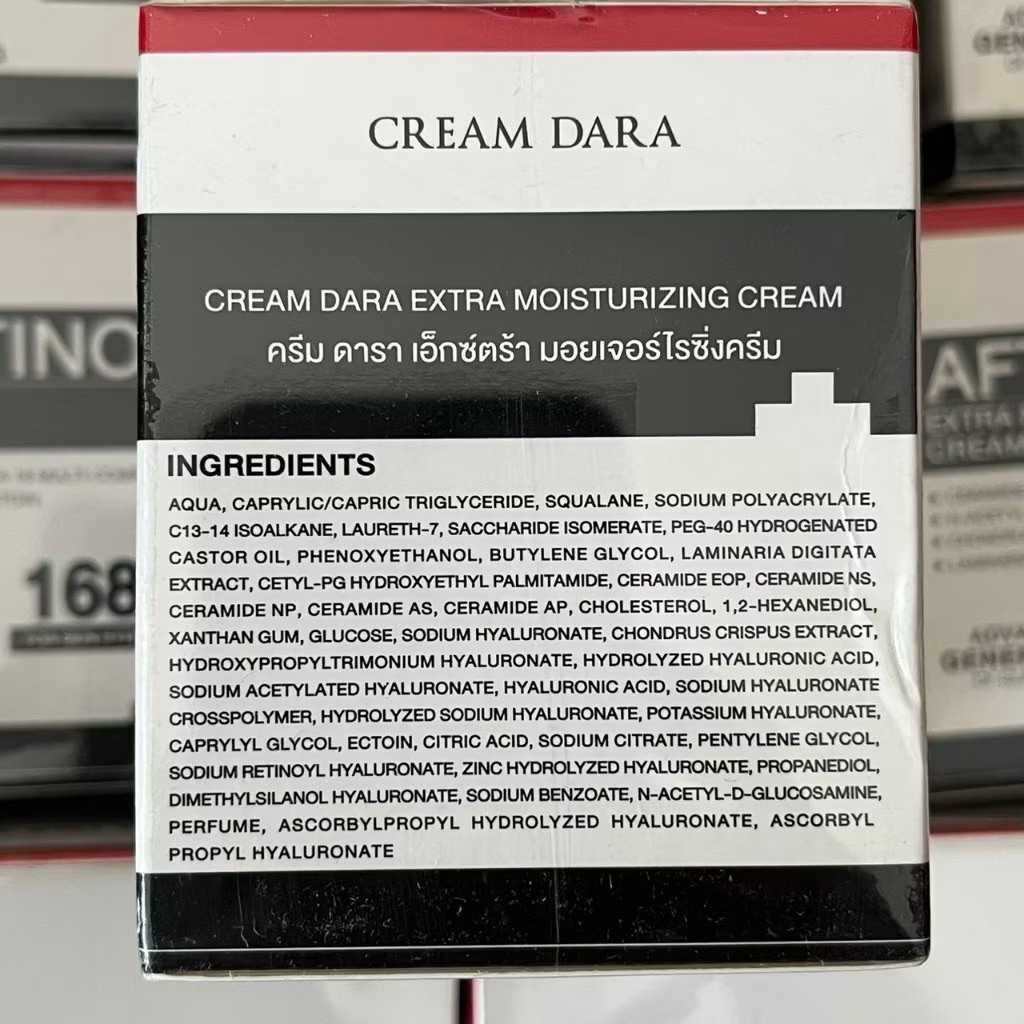 CREAM DARA
CREAM DARA EXTRA MOISTURIZING CREAM
ครีม ดารา เอ็กซ์ตร้า มอยเจอร์ไรซิ่งครีม
INGREDIENTS
AQUA, CAPRYLIC/CAPRIC TRIGLYCERIDE, SQUALANE, SODIUM POLYACRYLATE,
C13-14 ISOALKANE, LAURETH-7, SACCHARIDE ISOMERATE, PEG-40 HYDROGENATED
CASTOR OIL, PHENOXYETHANOL, BUTYLENE GLYCOL, LAMINARIA DIGITATA
EXTRACT, CETYL-PG HYDROXYETHYL PALMITAMIDE, CERAMIDE EOP, CERAMIDE NS,
CERAMIDE NP, CERAMIDE AS, CERAMIDE AP, CHOLESTEROL, 1,2-HEXANEDIOL,
XANTHAN GUM, GLUCOSE, SODIUM HYALURONATE, CHONDRUS CRISPUS EXTRACT,
HYDROXYPROPYLTRIMONIUM HYALURONATE, HYDROLYZED HYALURONIC ACID,
SODIUM ACETYLATED HYALURONATE, HYALURONIC ACID, SODIUM HYALURONATE
CROSSPOLYMER, HYDROLYZED SODIUM HYALURONATE, POTASSIUM HYALURONATE,
CAPRYLYL GLYCOL, ECTOIN, CITRIC ACID, SODIUM CITRATE, PENTYLENE GLYCOL,
SODIUM RETINOYL HYALURONATE, ZINC HYDROLYZED HYALURONATE, PROPANEDIOL,
DIMETHYLSILANOL HYALURONATE, SODIUM BENZOATE, N-ACETYL-D-GLUCOSAMINE,
PERFUME, ASCORBYLPROPYL HYDROLYZED HYALURONATE, ASCORBYL
PROPYL HYALURONATE
TINO
168
AF
EXTRA
CREAM